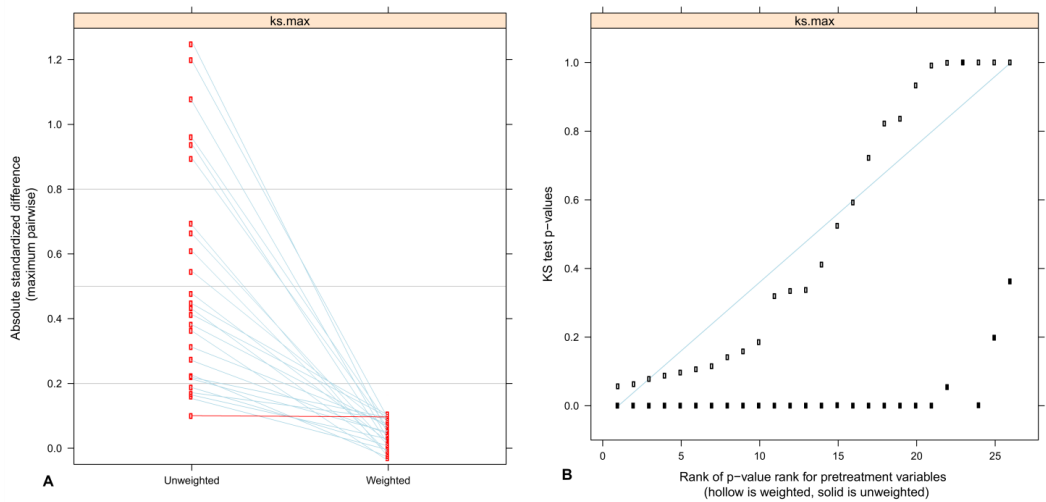 ks.max
Absolute standardized difference
(maximum pairwise)
1.2
1.0
0.8
0.6
0.4
0.2
0.0
A
Unweighted
Weighted
ks.max
KS test p−values
1.0
0.8
0.6
0.4
0.2
0.0
B
0
5
10
15
20
25
Rank of p−value rank for pretreatment variables
(hollow is weighted, solid is unweighted)